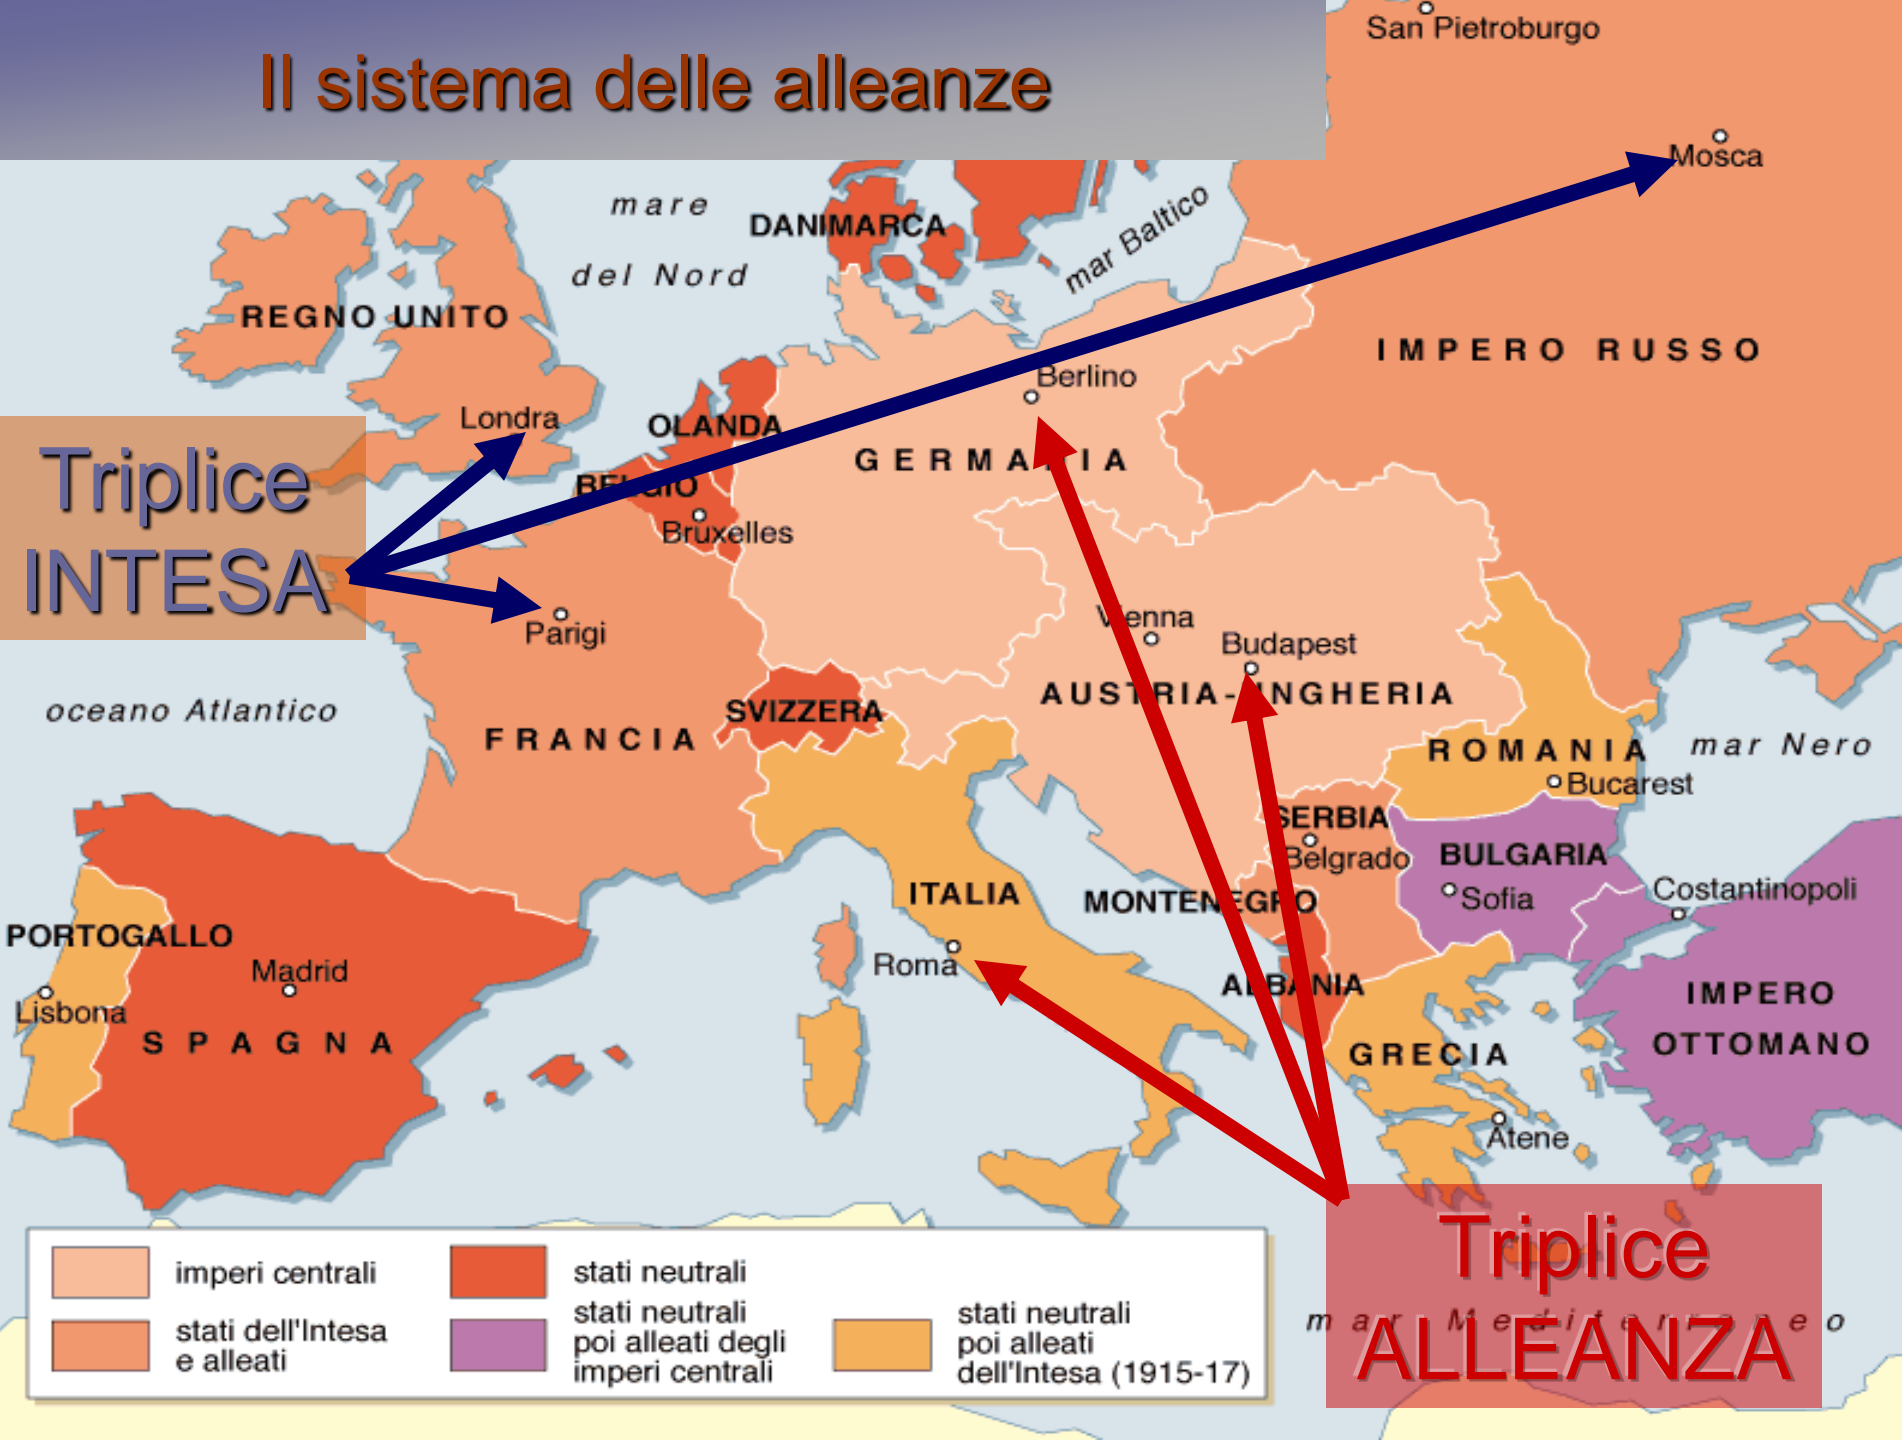 Il sistema delle alleanze
San Pietroburgo
Mosca
mare
del Nord
DANIMARCA
mar Baltico
REGNO UNITO
IMPERO RUSSO
Berlino
Londra
OLANDA
GERMANIA
Triplice
INTESA
BELGIO
Bruxelles
Parigi
Vienna
Budapest
AUSTRIA-UNGHERIA
oceano Atlantico
SVIZZERA
FRANCIA
ROMANIA
mar Nero
Bucarest
SERBIA
Belgrado
BULGARIA
Sofia
Costantinopoli
ITALIA
MONTENEGRO
PORTOGALLO
Roma
Madrid
Lisbona
ALBANIA
IMPERO
OTTOMANO
SPAGNA
GRECIA
Atene
Triplice
ALLEANZA
mar Mediterraneo
imperi centrali
stati dell'Intesa
e alleati
stati neutrali
stati neutrali
poi alleati degli
imperi centrali
stati neutrali
poi alleati
dell'Intesa (1915-17)